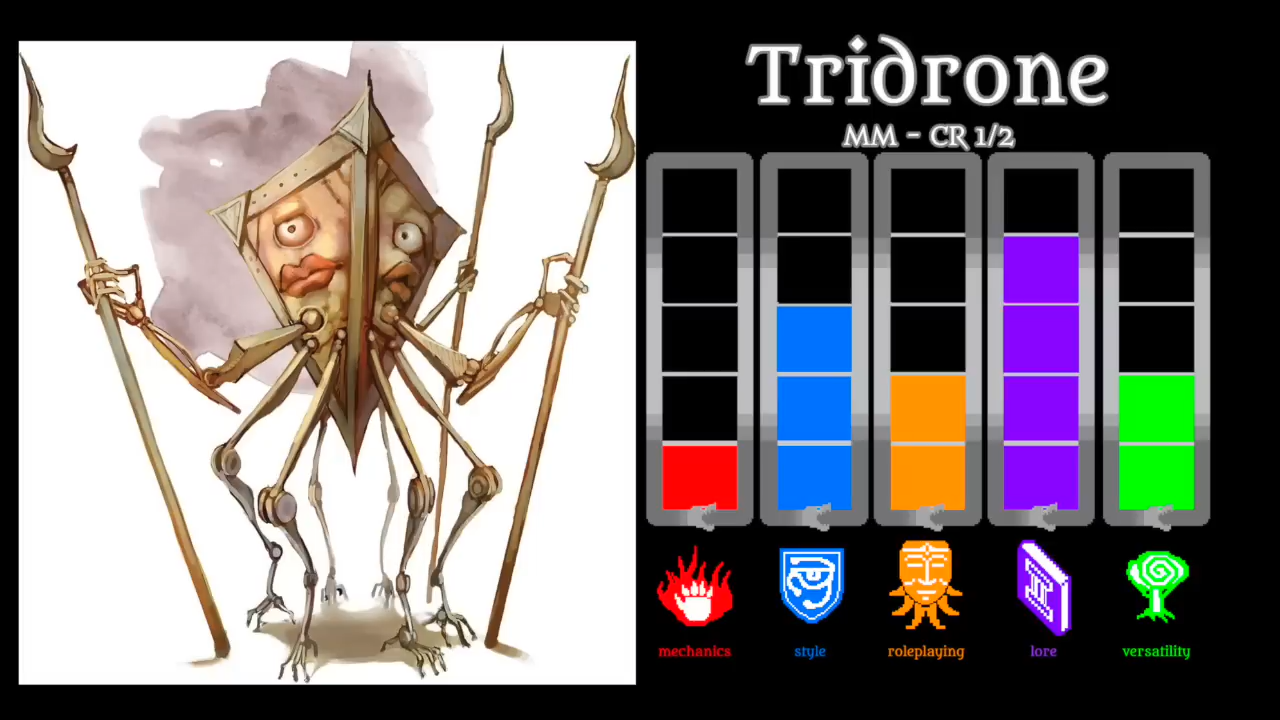 Tridrone
MM - CR 1/2
mechanics
style
roleplaying
lore
versatility